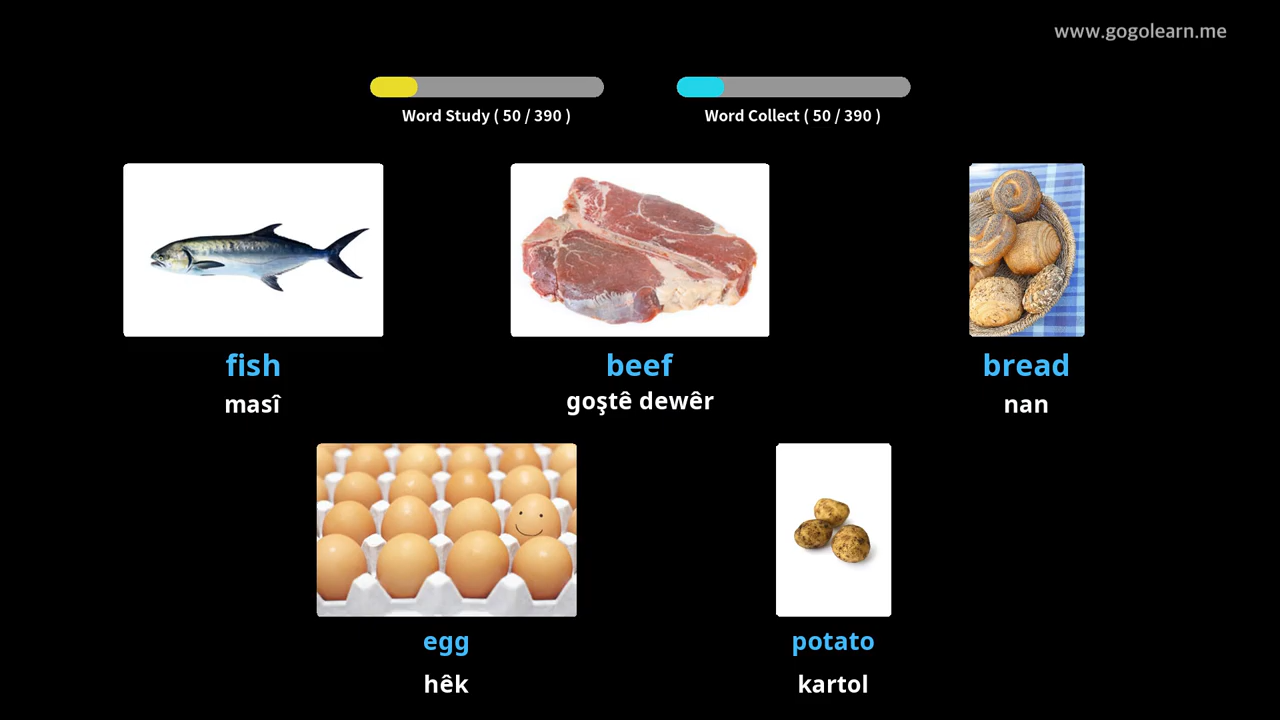 www.gogolearn.me
Word Study ( 50 / 390 )
Word Collect ( 50 / 390 )
fish
beef
bread
masî
goştê dewêr
nan
egg
potato
hêk
kartol